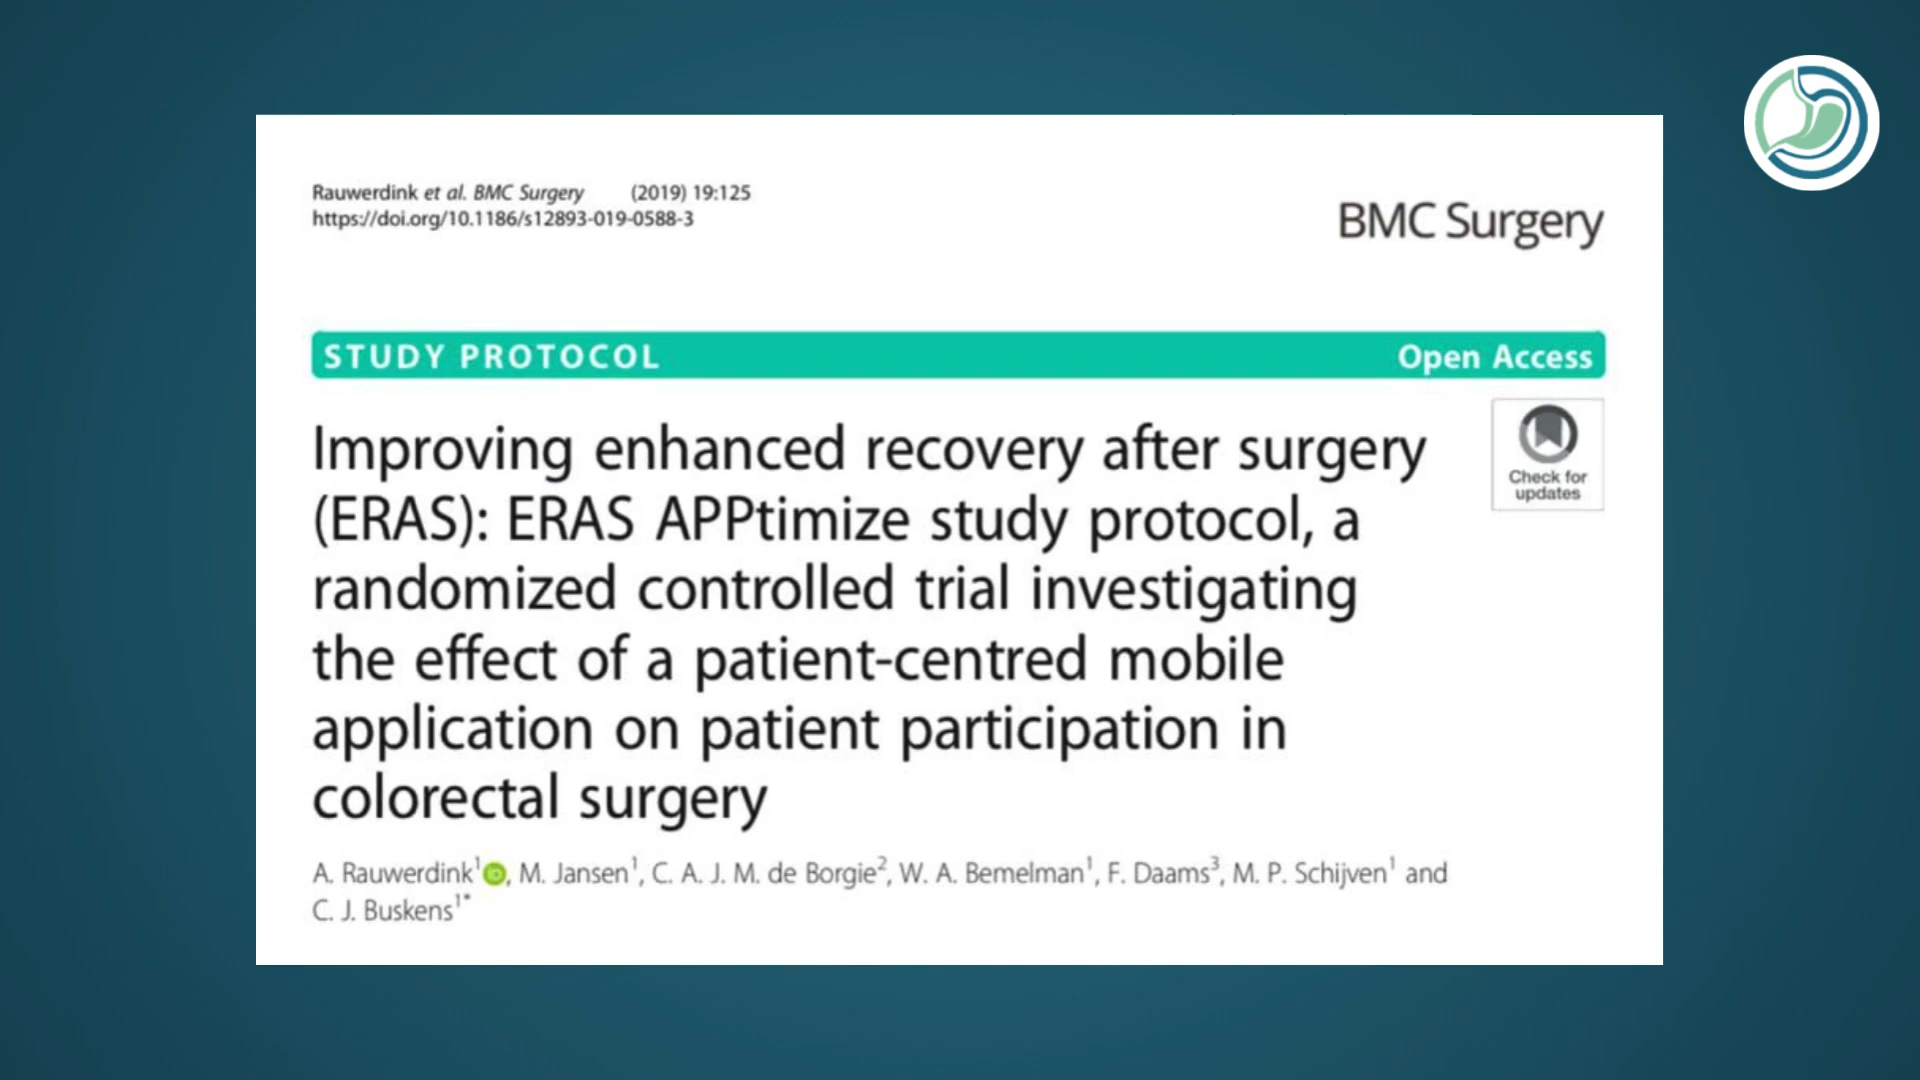 Rauwerdink et al. BMC Surgery (2019) 19:125
https://doi.org/10.1186/s12893-019-0588-3
BMC Surgery
STUDY PROTOCOL Open Access
Check for
updates
Improving enhanced recovery after surgery
(ERAS): ERAS APPtimize study protocol, a
randomized controlled trial investigating
the effect of a patient-centred mobile
application on patient participation in
colorectal surgery
A. Rauwerdink¹, M. Jansen¹, C. A. J. M. de Borgie², W. A. Bemelman¹, F. Daams³, M. P. Schijven¹ and
C. J. Buskens¹*